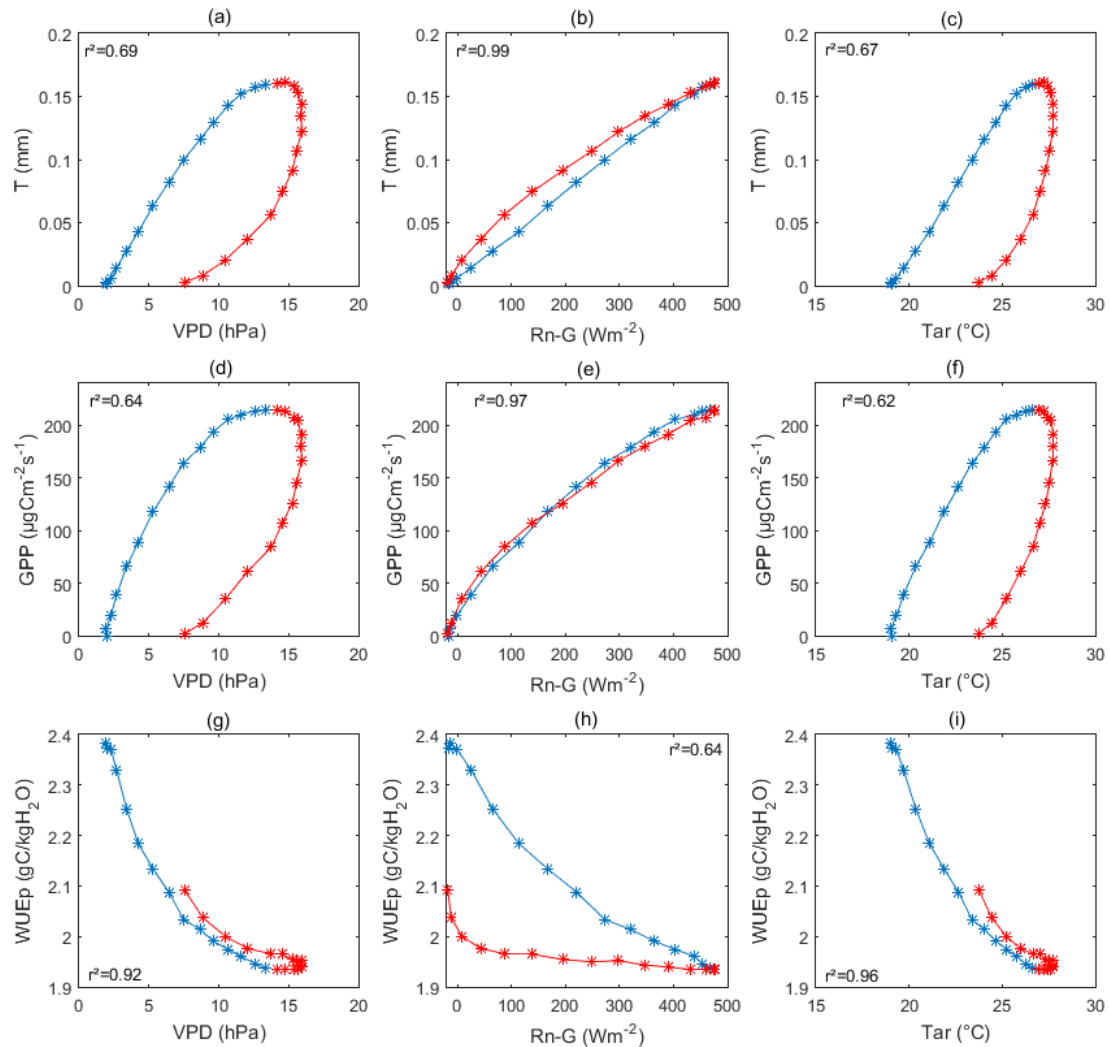 (a) (b) (c)
r²=0.69 r²=0.99 r²=0.67
0.2 0.2 0.2
0.15 0.15 0.15
0.1 0.1 0.1
0.05 0.05 0.05
0 0 0
T (mm) T (mm) T (mm)
0 5 10 15 20 0 100 200 300 400 500 15 20 25 30
VPD (hPa) Rn-G (Wm⁻²) Tar (°C)
(d) (e) (f)
r²=0.64 r²=0.97 r²=0.62
200 200 200
150 150 150
100 100 100
50 50 50
0 0 0
GPP (µgCm⁻²s⁻¹) GPP (µgCm⁻²s⁻¹) GPP (µgCm⁻²s⁻¹)
0 5 10 15 20 0 100 200 300 400 500 15 20 25 30
VPD (hPa) Rn-G (Wm⁻²) Tar (°C)
(g) (h) (i)
2.4 2.4 2.4
r²=0.64
2.3 2.3 2.3
2.2 2.2 2.2
2.1 2.1 2.1
2 2 2
r²=0.92 r²=0.96
1.9 1.9 1.9
WUEp (gC/kgH₂O) WUEp (gC/kgH₂O) WUEp (gC/kgH₂O)
0 5 10 15 20 0 100 200 300 400 500 15 20 25 30
VPD (hPa) Rn-G (Wm⁻²) Tar (°C)